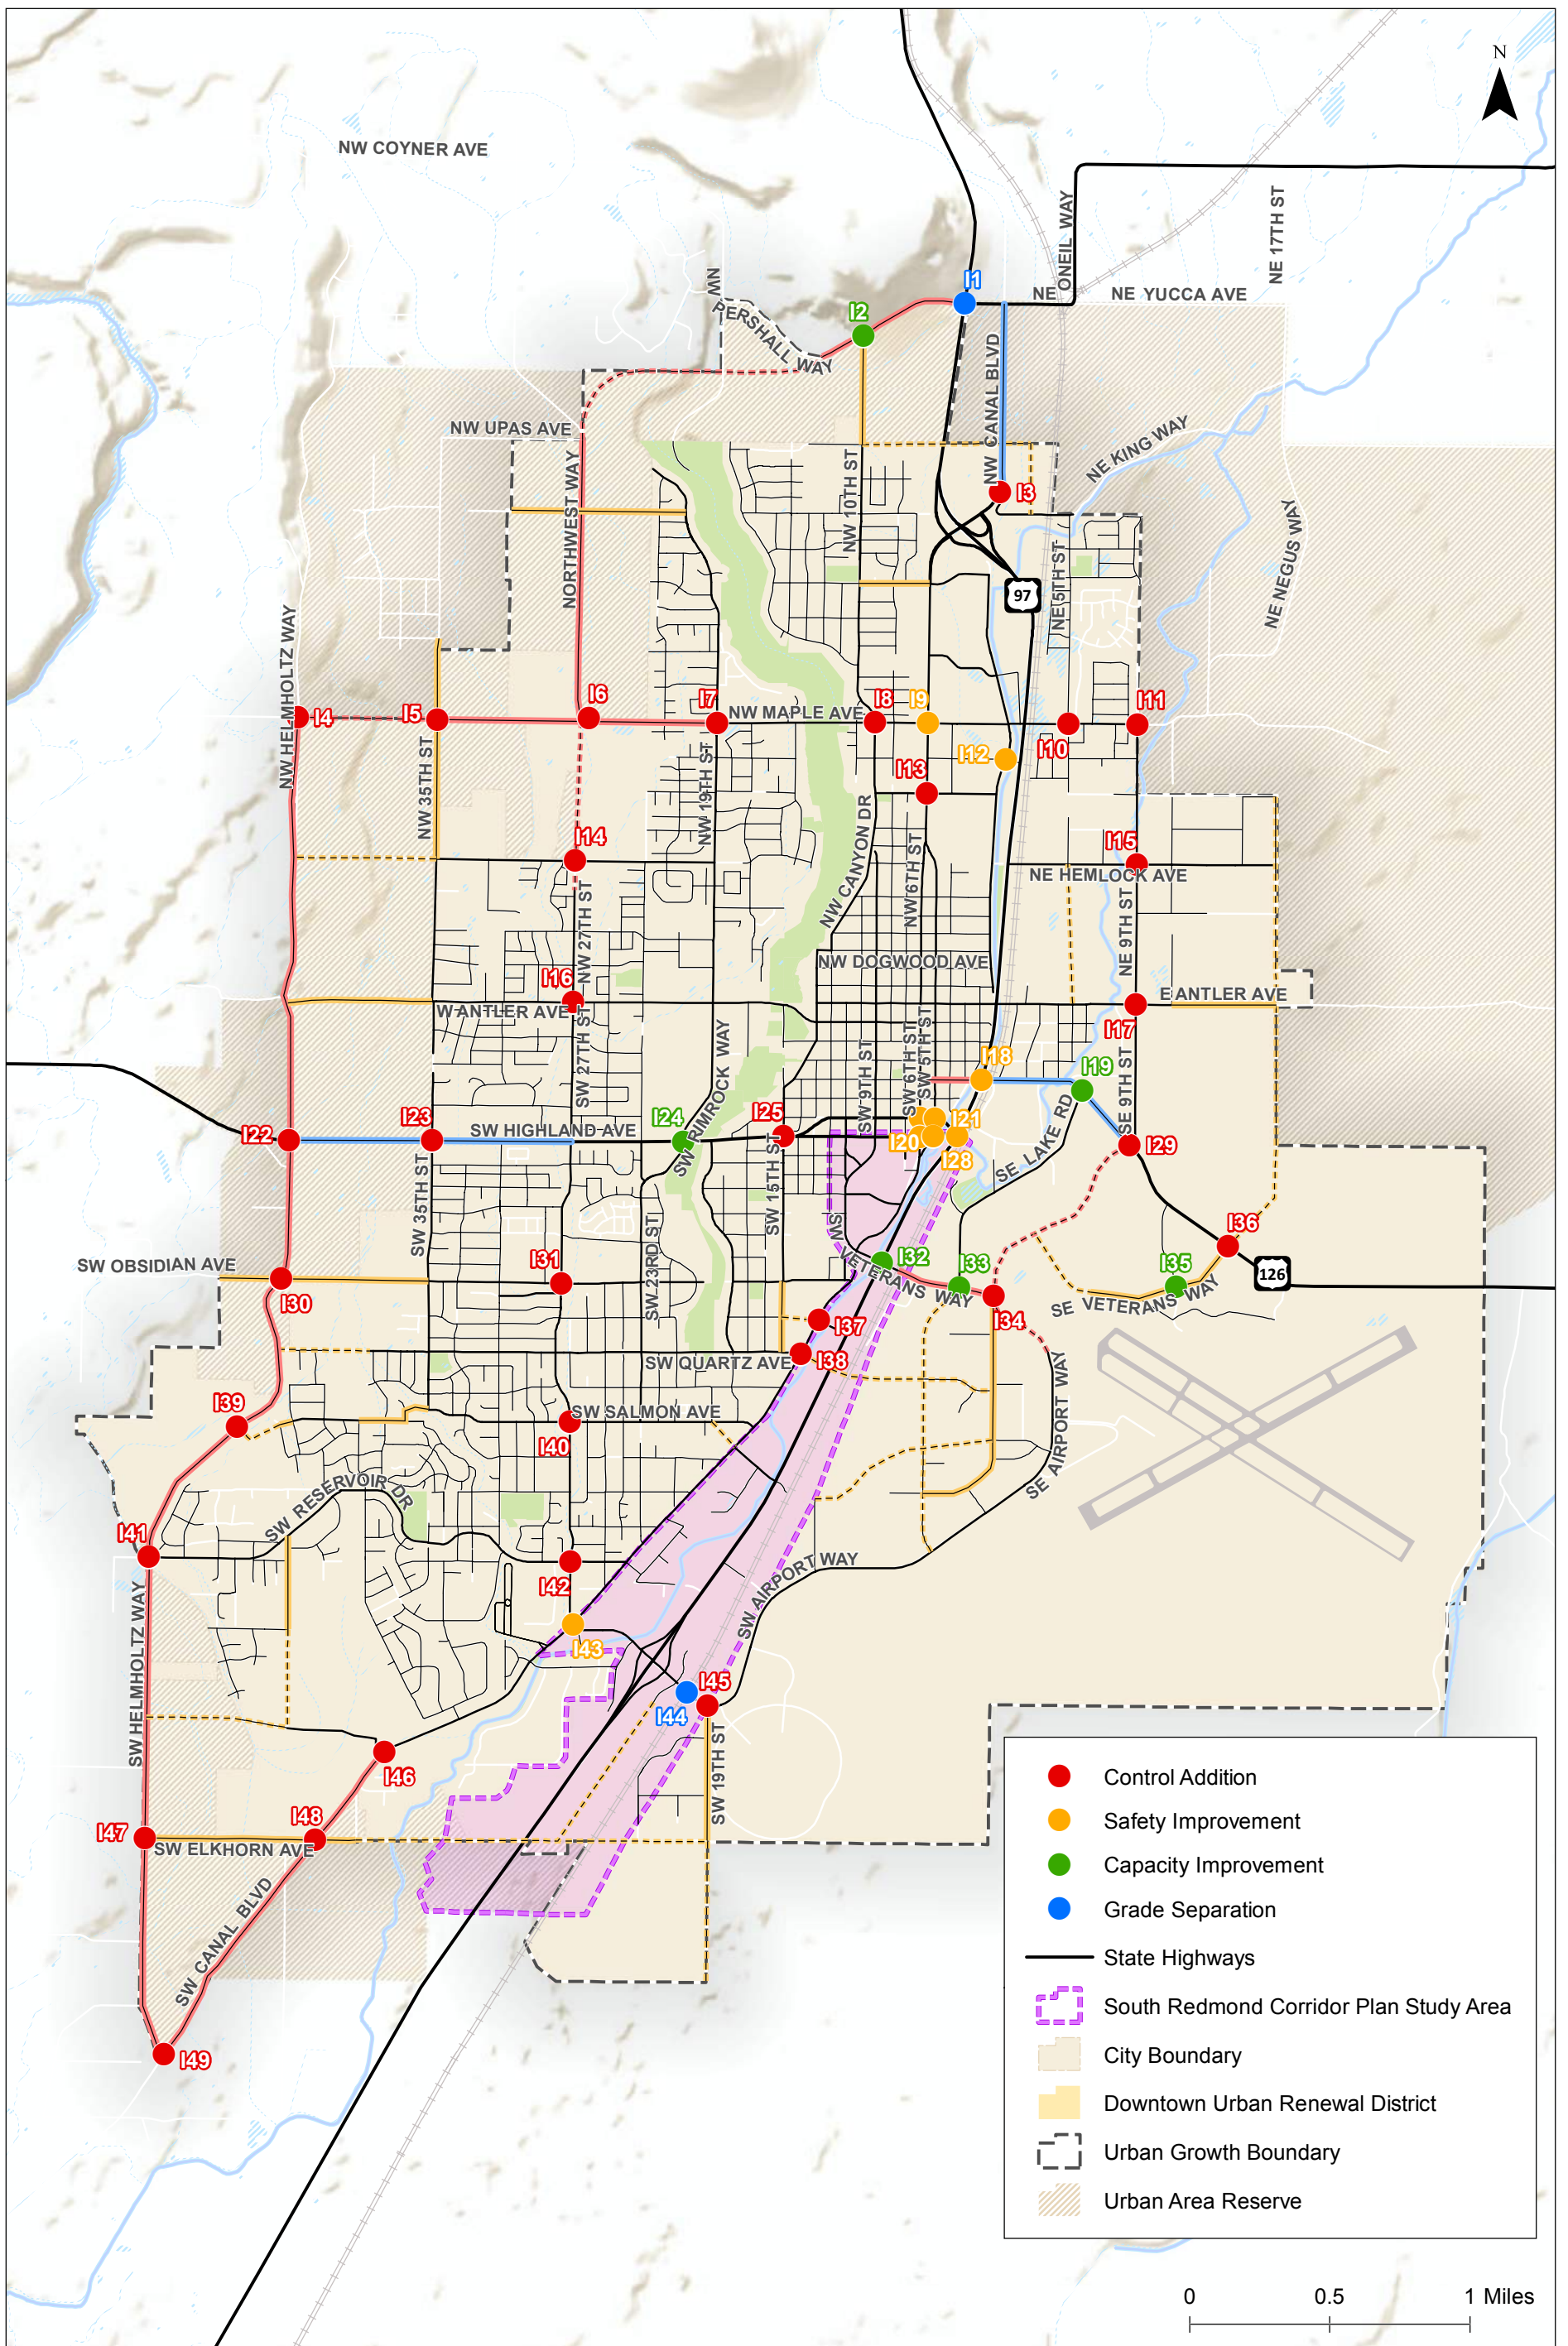 N
NW COYNER AVE
NE 17TH ST
ONEIL WAY
NE
NE YUCCA AVE
I1
I2
NW
PERSHALL WAY
NW CANAL BLVD
NW UPAS AVE
NE KING WAY
NORTHWEST WAY
NW 10TH ST
I3
NE NEGUS WAY
97
NE 5TH ST
NW HELMHOLTZ WAY
I4
I5
I6
I7
NW MAPLE AVE
I8
I9
I10
I11
I12
NW 35TH ST
NW 19TH ST
I13
NW CANYON DR
I14
I15
NE HEMLOCK AVE
NW 6TH ST
NW 27TH ST
NE 9TH ST
NW DOGWOOD AVE
I16
W ANTLER AVE
E ANTLER AVE
I17
SW 27TH ST
SW RIMROCK WAY
SW 9TH ST
SW 6TH ST
SW 5TH ST
I18
I19
SE 9TH ST
I22
I23
SW HIGHLAND AVE
I24
I25
I20
I21
I28
SE LAKE RD
I29
SW 35TH ST
SW 15TH ST
SW 23RD ST
I36
SW OBSIDIAN AVE
I30
I31
SW
VETERANS WAY
I32
I33
I34
I35
SE VETERANS WAY
126
I37
SW QUARTZ AVE
I38
I39
SW SALMON AVE
I40
SE AIRPORT WAY
SW RESERVOIR DR
I41
I42
SW AIRPORT WAY
SW HELMHOLTZ WAY
I43
I44
I45
SW 19TH ST
I46
I47
I48
SW ELKHORN AVE
SW CANAL BLVD
I49
Control Addition
Safety Improvement
Capacity Improvement
Grade Separation
State Highways
South Redmond Corridor Plan Study Area
City Boundary
Downtown Urban Renewal District
Urban Growth Boundary
Urban Area Reserve
0 0.5 1 Miles